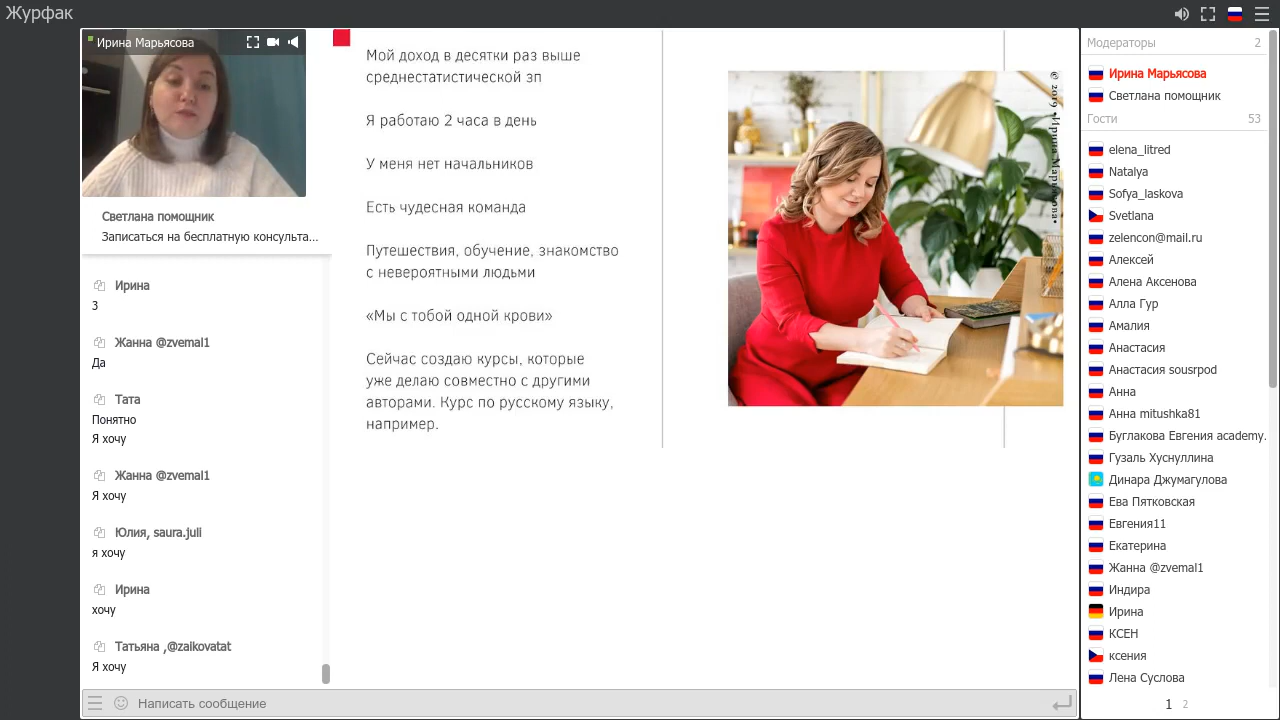 Журфак
Ирина Марьясова
Светлана помощник
Записаться на бесплатную консульта...
Ирина
3
Жанна @zvemal1
Да
Тата
Понятно
Я хочу
Жанна @zvemal1
Я хочу
Юлия, saura.juli
я хочу
Ирина
хочу
Татьяна ,@zaikovatat
Я хочу
Написать сообщение
Мой доход в десятки раз выше
среднестатистической зп
Я работаю 2 часа в день
У меня нет начальников
Есть чудесная команда
Путешествия, обучение, знакомство
с невероятными людьми
«Мы с тобой одной крови»
Сейчас создаю курсы, которые
уже делаю совместно с другими
авторами. Курс по русскому языку,
например.
© 2019 •Ирина Марьясова•
Модераторы 2
Ирина Марьясова
Светлана помощник
Гости 53
elena_litred
Natalya
Sofya_laskova
Svetlana
zelencon@mail.ru
Алексей
Алена Аксенова
Алла Гур
Амалия
Анастасия
Анастасия sousrpod
Анна
Анна mitushka81
Буглакова Евгения academy.
Гузаль Хуснуллина
Динара Джумагулова
Ева Пятковская
Евгения11
Екатерина
Жанна @zvemal1
Индира
Ирина
КСЕН
ксения
Лена Суслова
1 2